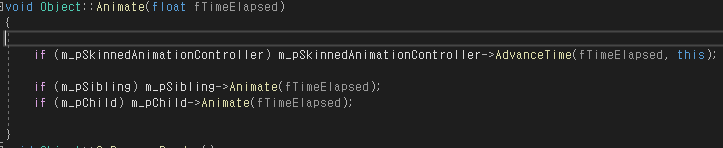 void Object::Animate(float fTimeElapsed)
{
if (m_pSkinnedAnimationController) m_pSkinnedAnimationController->AdvanceTime(fTimeElapsed, this);
if (m_pSibling) m_pSibling->Animate(fTimeElapsed);
if (m_pChild) m_pChild->Animate(fTimeElapsed);
}